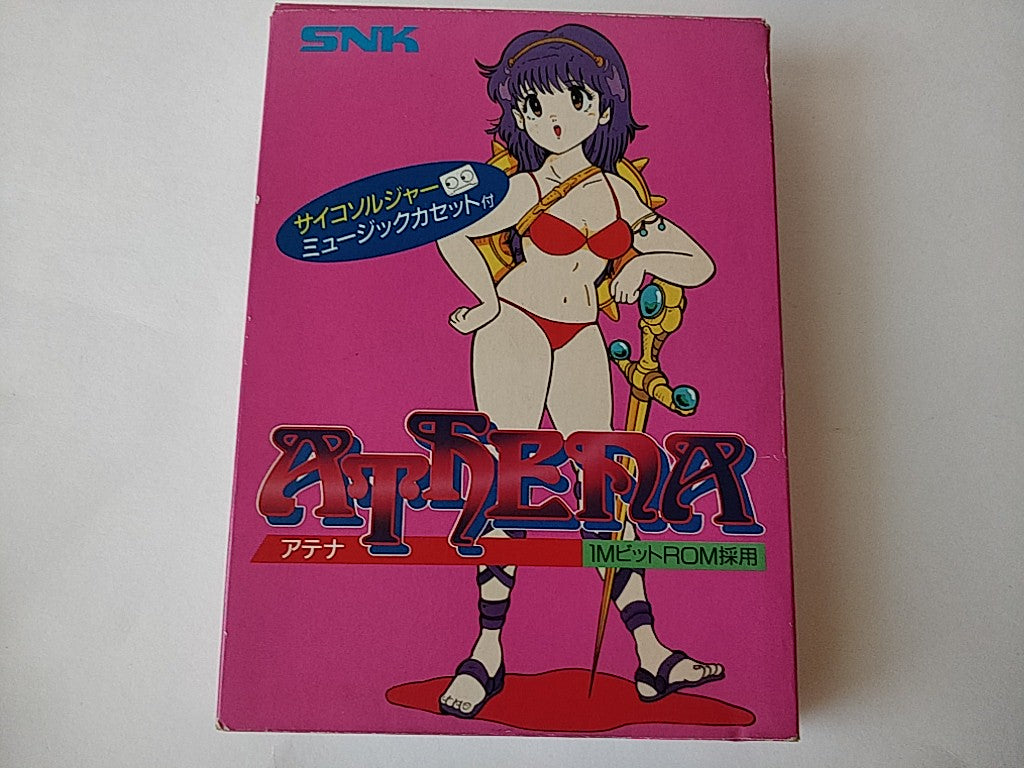 SNK
サイコソルジャー
ミュージックカセット付
ATHENA
アテナ
1MビットROM採用